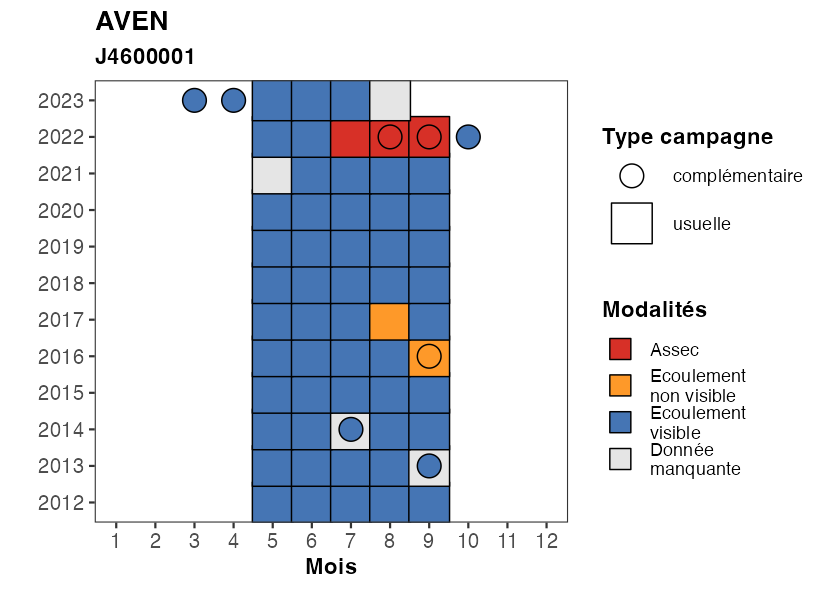 AVEN
J4600001
2023
2022
2021
2020
2019
2018
2017
2016
2015
2014
2013
2012
1 2 3 4 5 6 7 8 9 10 11 12
Mois
Type campagne
complémentaire
usuelle
Modalités
Assec
Ecoulement
non visible
Ecoulement
visible
Donnée
manquante